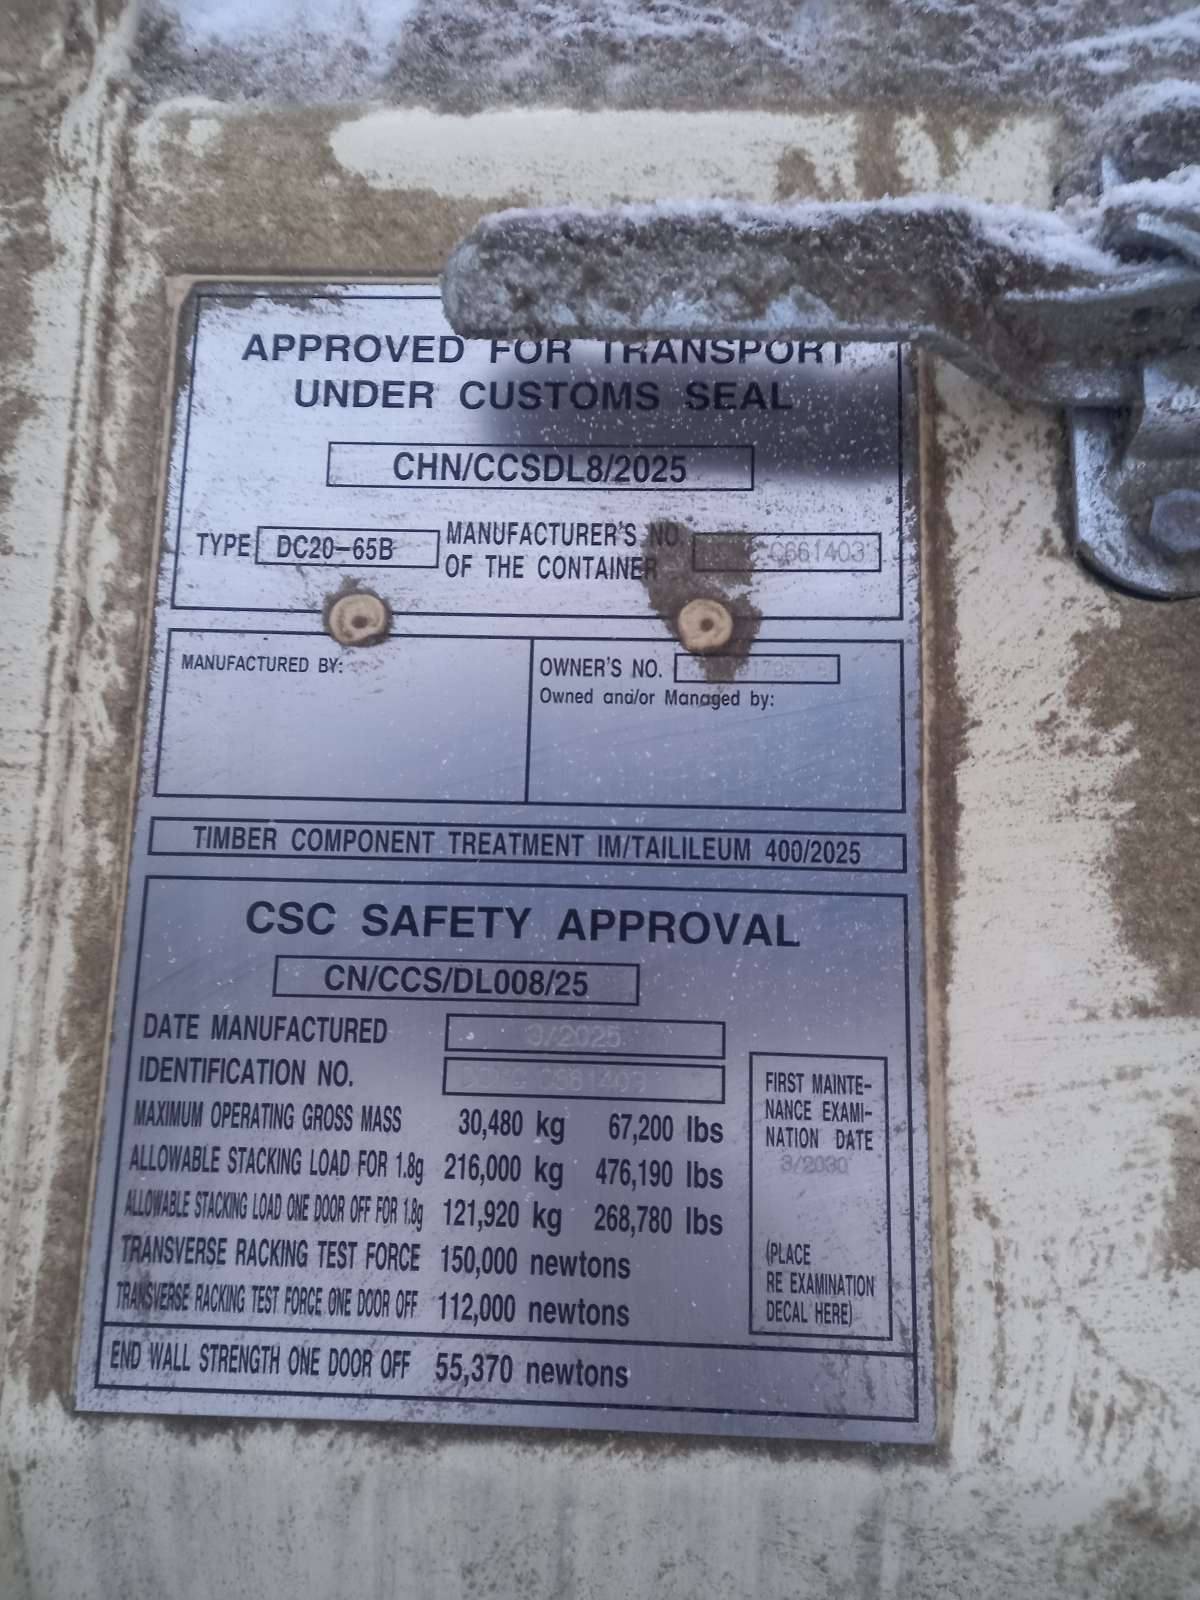 APPROVED FOR TRANSPORT
UNDER CUSTOMS SEAL
CHN/CCSDL8/2025
TYPE DC20-65B MANUFACTURER'S NO
OF THE CONTAINER
MANUFACTURED BY:
OWNER'S NO.
Owned and/or Managed by:
TIMBER COMPONENT TREATMENT IM/TAILILEUM 400/2025
CSC SAFETY APPROVAL
CN/CCS/DL008/25
DATE MANUFACTURED 3/2025
IDENTIFICATION NO.
MAXIMUM OPERATING GROSS MASS 30,480 kg 67,200 lbs
ALLOWABLE STACKING LOAD FOR 1.8g 216,000 kg 476,190 lbs
ALLOWABLE STACKING LOAD ONE DOOR OFF FOR 1.8g 121,920 kg 268,780 lbs
TRANSVERSE RACKING TEST FORCE 150,000 newtons
TRANSVERSE RACKING TEST FORCE ONE DOOR OFF 112,000 newtons
END WALL STRENGTH ONE DOOR OFF 55,370 newtons
FIRST MAINTE-
NANCE EXAMI-
NATION DATE
3/2030
(PLACE
RE EXAMINATION
DECAL HERE)